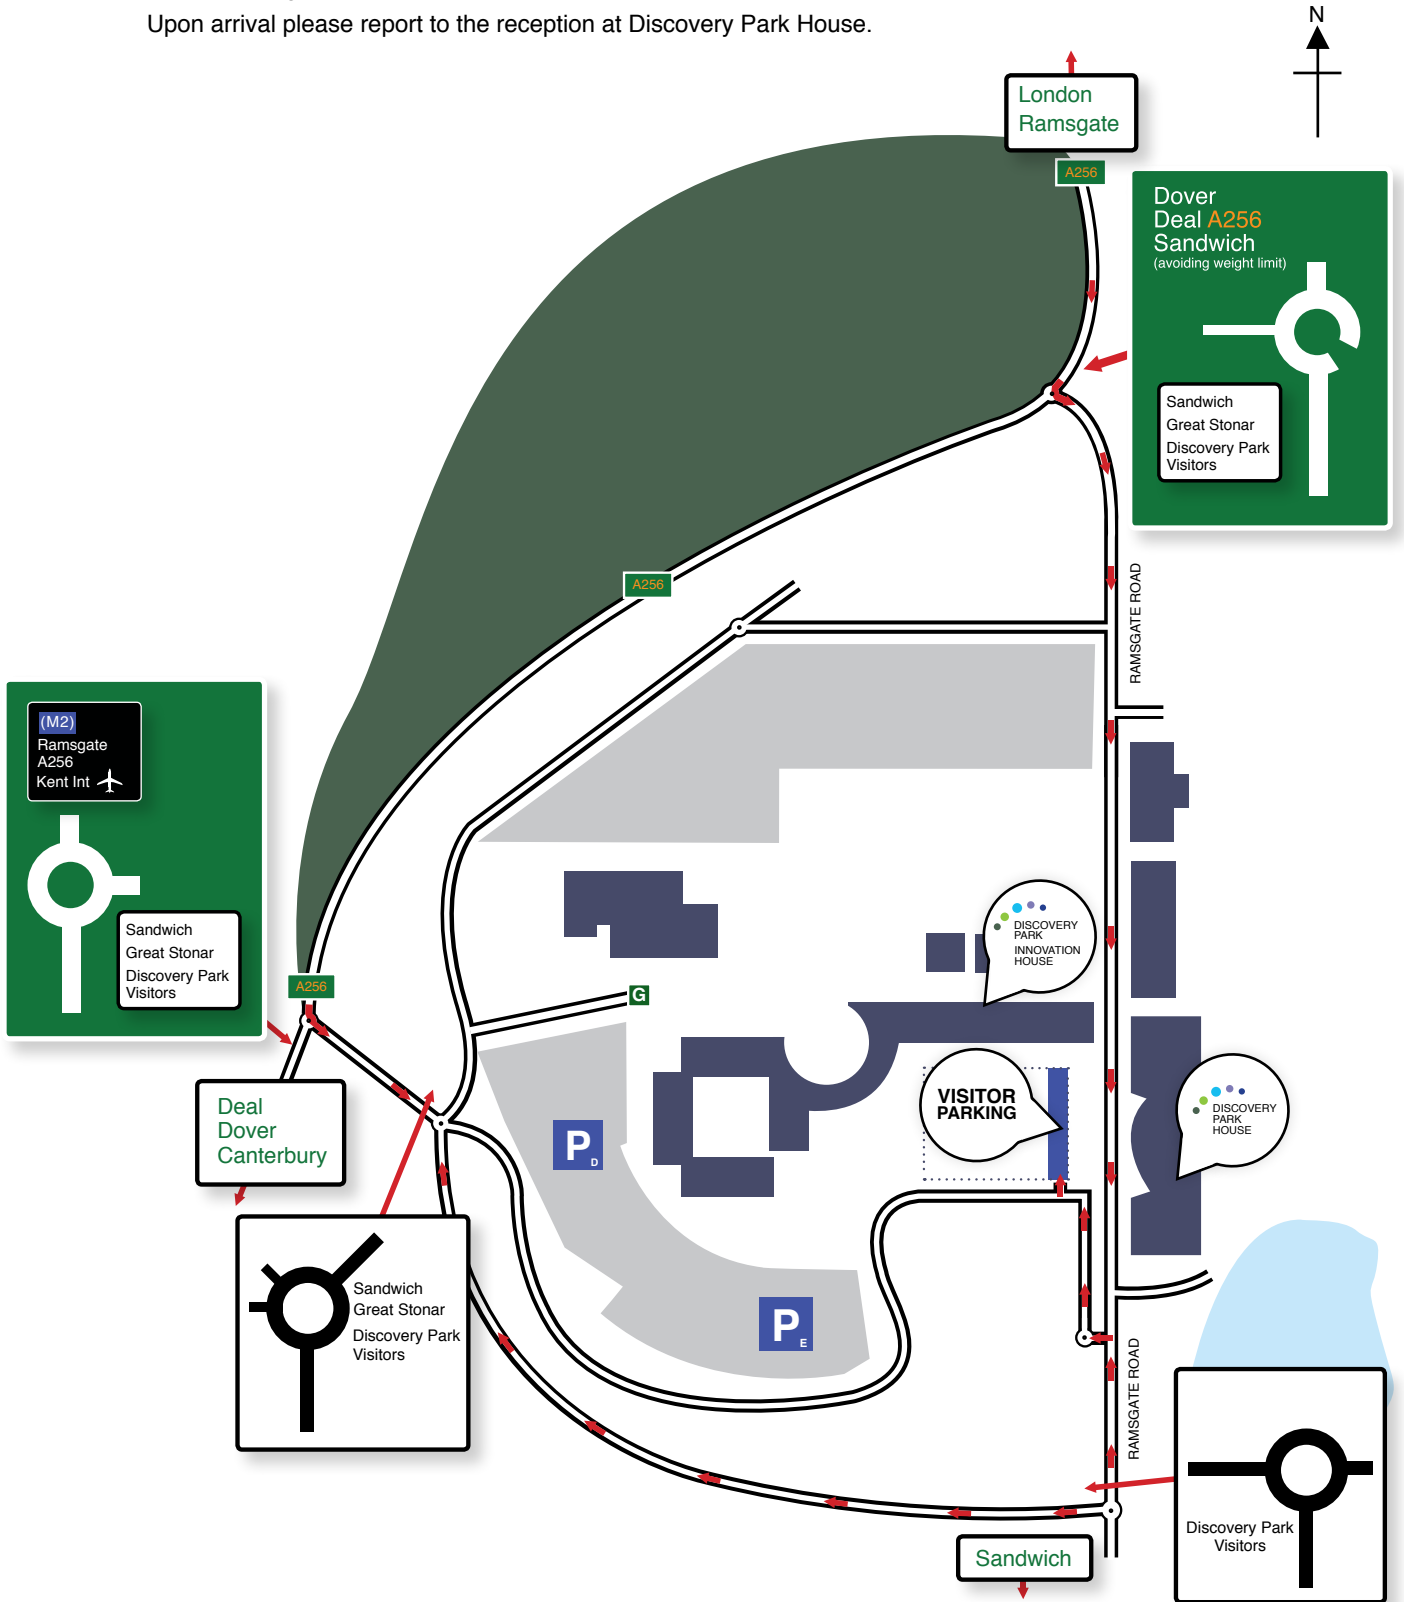 Upon arrival please report to the reception at Discovery Park House.
N
London
Ramsgate
A256
Dover
Deal A256
Sandwich
(avoiding weight limit)
Sandwich
Great Stonar
Discovery Park
Visitors
A256
RAMSGATE ROAD
(M2)
Ramsgate
A256
Kent Int
Sandwich
Great Stonar
Discovery Park
Visitors
DISCOVERY
PARK
INNOVATION
HOUSE
A256
G
VISITOR
PARKING
Deal
Dover
Canterbury
P D
DISCOVERY
PARK
HOUSE
Sandwich
Great Stonar
Discovery Park
Visitors
P E
RAMSGATE ROAD
Discovery Park
Visitors
Sandwich